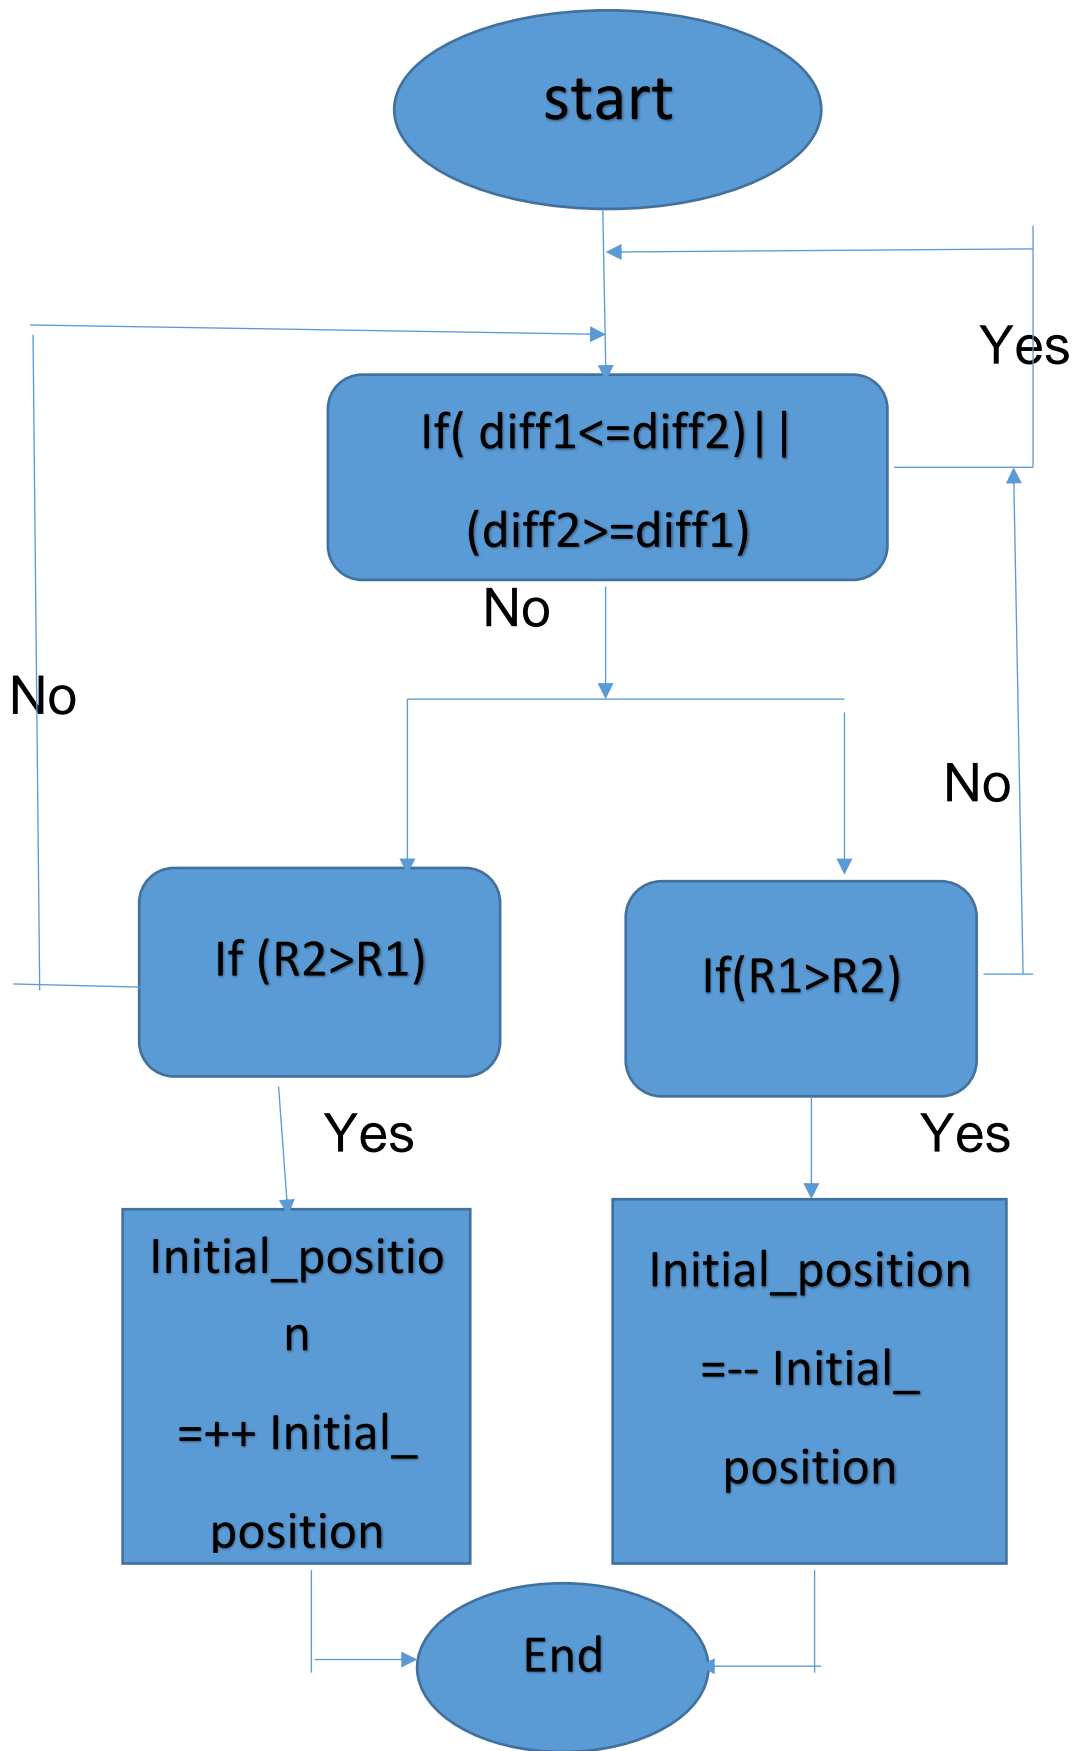 start
Yes
If( diff1<=diff2)||
(diff2>=diff1)
No
No
No
If (R2>R1)
If(R1>R2)
Yes
Yes
Initial_positio
n
=++ Initial_
position
Initial_position
=-- Initial_
position
End